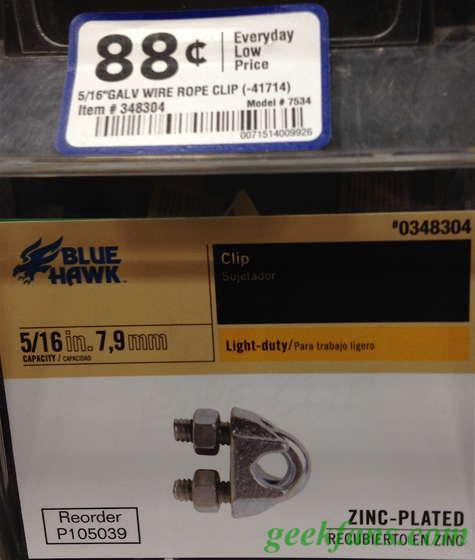 88¢
Everyday
Low
Price
5/16"GALV WIRE ROPE CLIP (-41714)
Item # 348304
Model # 7534
0071514009926
#0348304
BLUE
HAWK™
Clip
Sujetador
5/16 in. 7,9 mm
CAPACITY / CAPACIDAD
Light-duty/Para trabajo ligero
Reorder
P105039
ZINC-PLATED
RECUBIERTO EN ZINC
geekfans.com